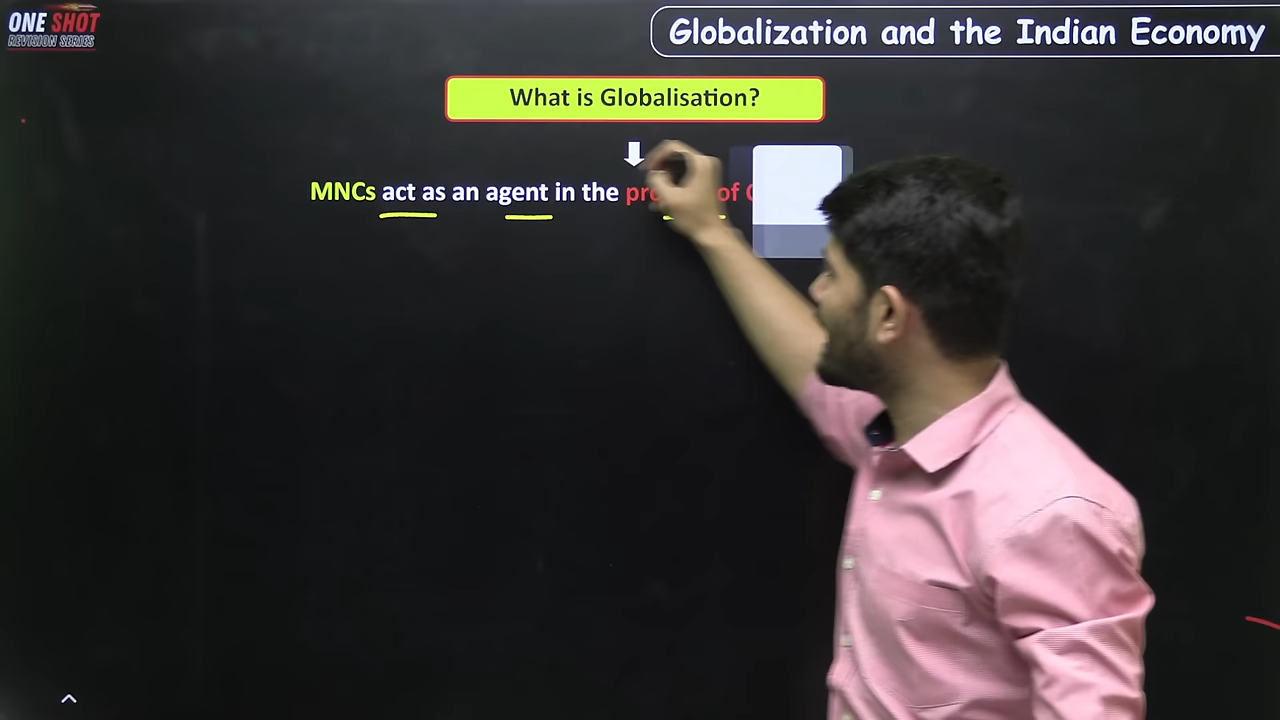 ONE SHOT
REVISION SERIES
Globalization and the Indian Economy
What is Globalisation?
MNCs act as an agent in the of